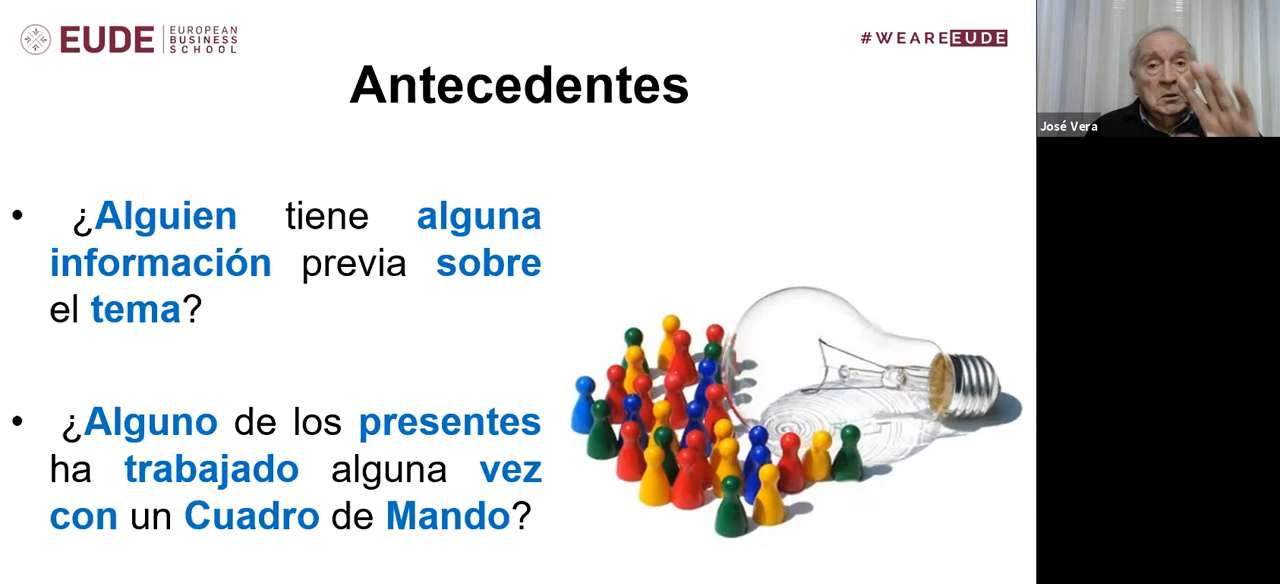 EUDE
EUROPEAN
BUSINESS
SCHOOL
#WEAREEUDE
Antecedentes
José Vera
• ¿Alguien tiene alguna
información previa sobre
el tema?
• ¿Alguno de los presentes
ha trabajado alguna vez
con un Cuadro de Mando?